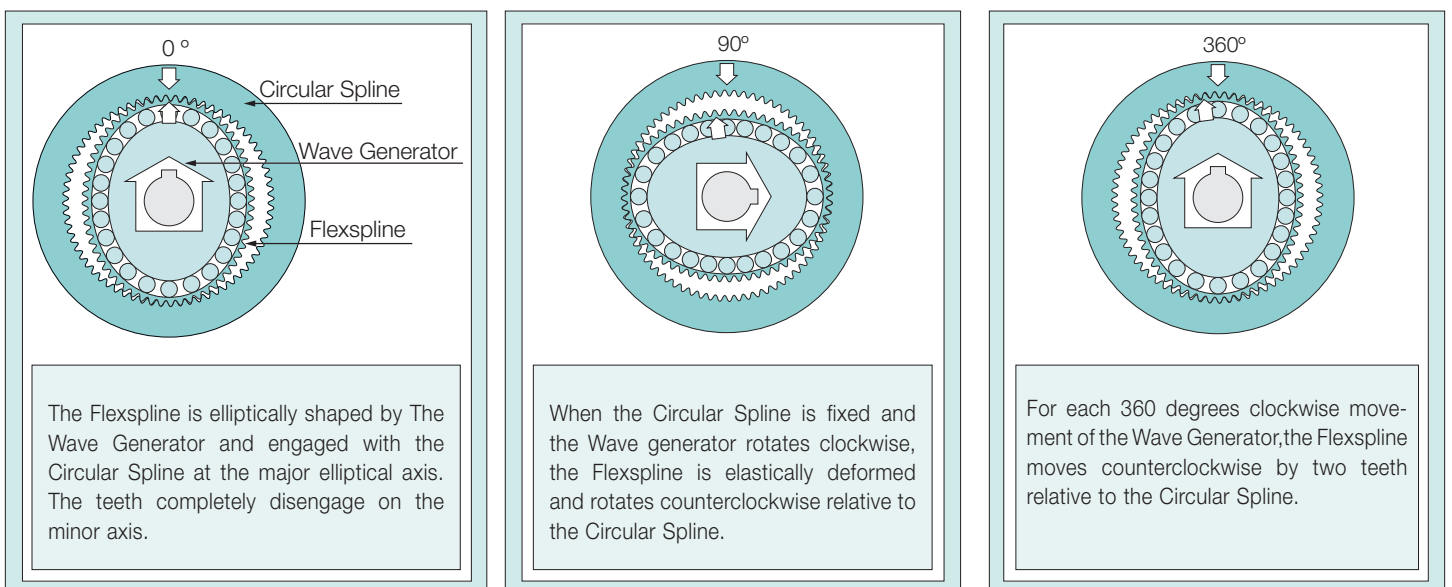 0 º
Circular Spline
Wave Generator
Flexspline
The Flexspline is elliptically shaped by The
Wave Generator and engaged with the
Circular Spline at the major elliptical axis.
The teeth completely disengage on the
minor axis.
90º
When the Circular Spline is fixed and
the Wave generator rotates clockwise,
the Flexspline is elastically deformed
and rotates counterclockwise relative to
the Circular Spline.
360º
For each 360 degrees clockwise move-
ment of the Wave Generator,the Flexspline
moves counterclockwise by two teeth
relative to the Circular Spline.